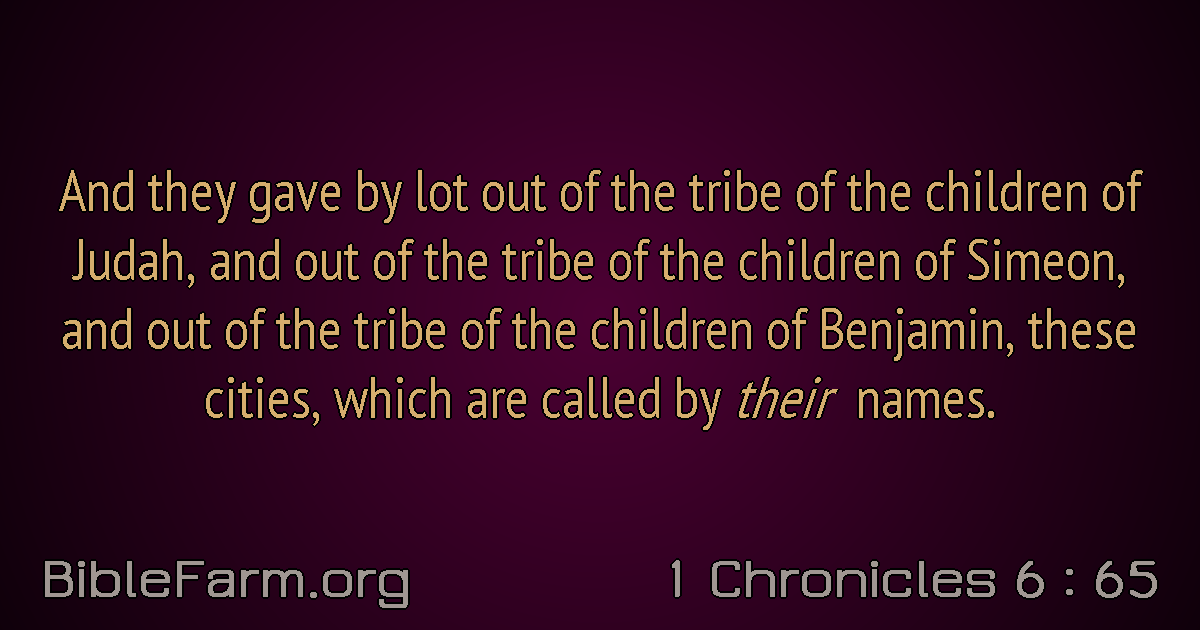 And they gave by lot out of the tribe of the children of
Judah, and out of the tribe of the children of Simeon,
and out of the tribe of the children of Benjamin, these
cities, which are called by their names.
BibleFarm.org
1 Chronicles 6 : 65